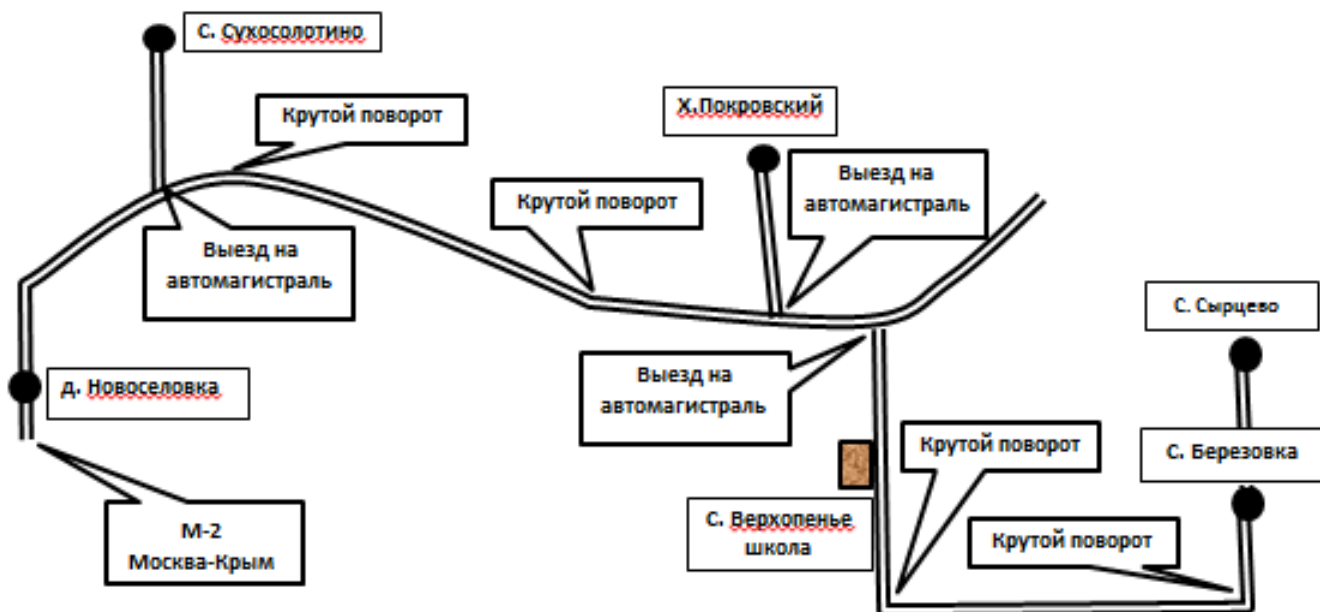 С. Сухосолотино
Крутой поворот
Х.Покровский
Выезд на
автомагистраль
Крутой поворот
Выезд на
автомагистраль
С. Сырцево
д. Новоселовка
Выезд на
автомагистраль
Крутой поворот
С. Березовка
М-2
Москва-Крым
С. Верхопенье
школа
Крутой поворот